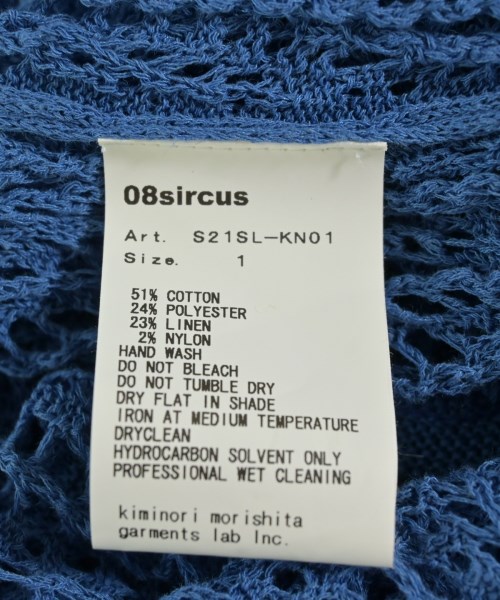 08sircus
Art. S21SL-KN01
Size. 1
51% COTTON
24% POLYESTER
23% LINEN
2% NYLON
HAND WASH
DO NOT BLEACH
DO NOT TUMBLE DRY
DRY FLAT IN SHADE
IRON AT MEDIUM TEMPERATURE
DRYCLEAN
HYDROCARBON SOLVENT ONLY
PROFESSIONAL WET CLEANING
kiminori morishita
garments lab Inc.